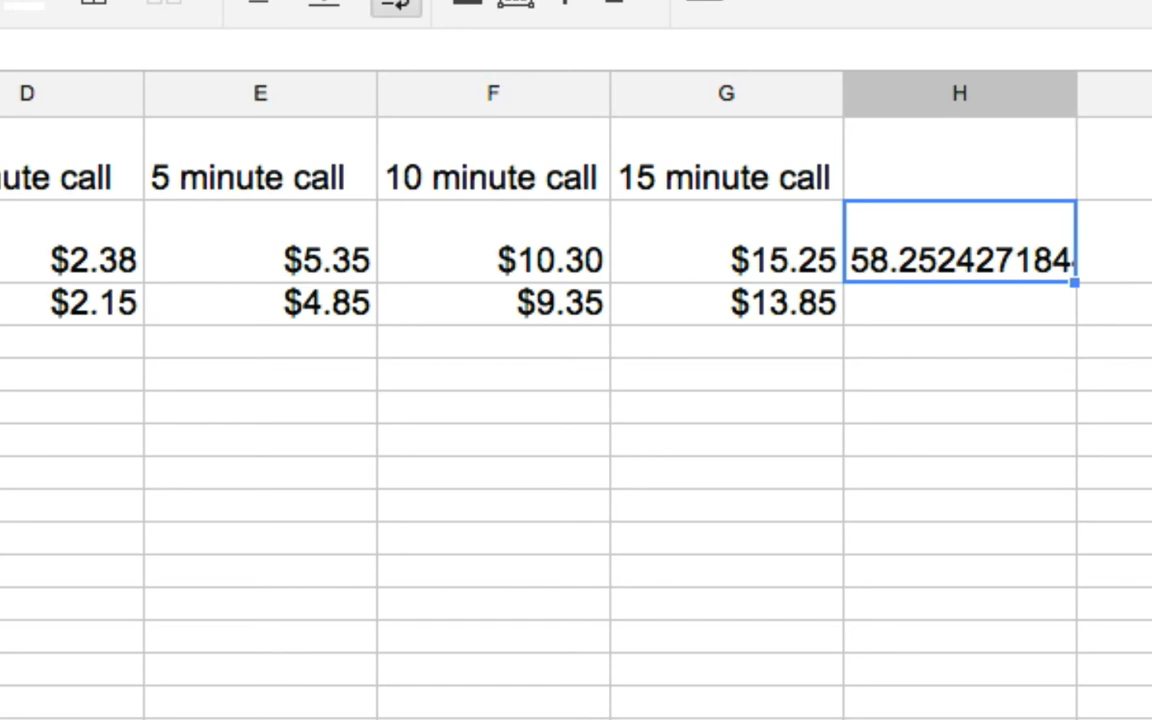 D E F G H
ute call 5 minute call 10 minute call 15 minute call
$2.38 $5.35 $10.30 $15.25 58.252427184
$2.15 $4.85 $9.35 $13.85